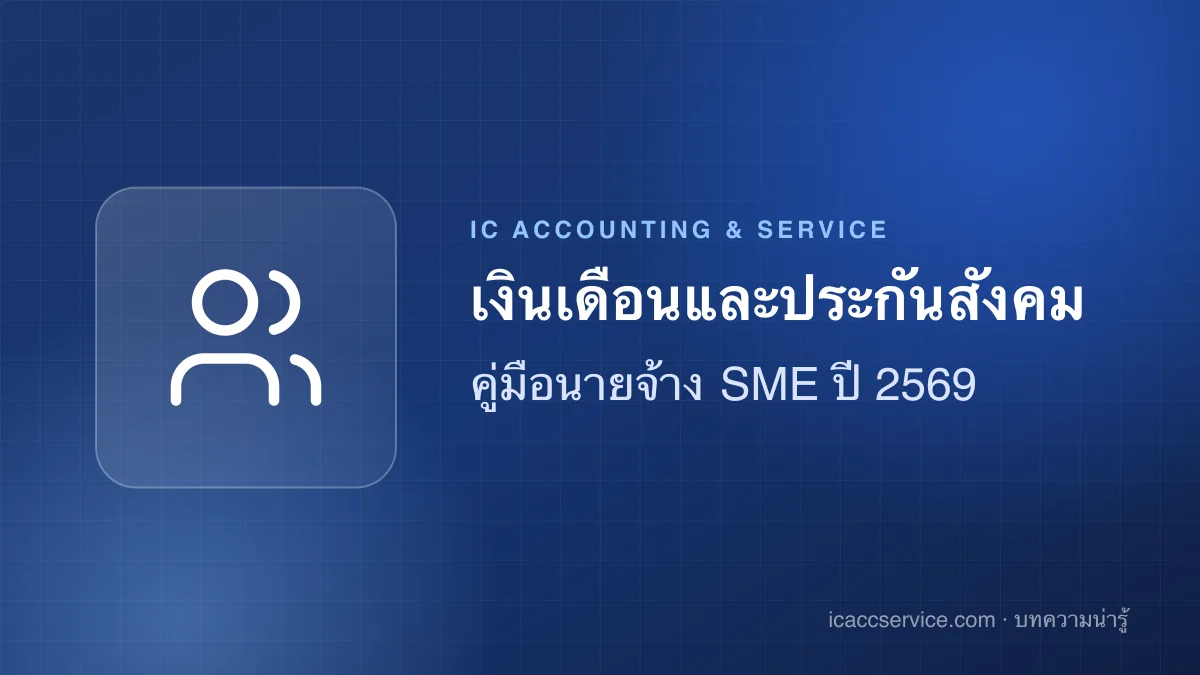 IC ACCOUNTING & SERVICE
เงินเดือนและประกันสังคม
คู่มือนายจ้าง SME ปี 2569
icaccservice.com · บทความน่ารู้